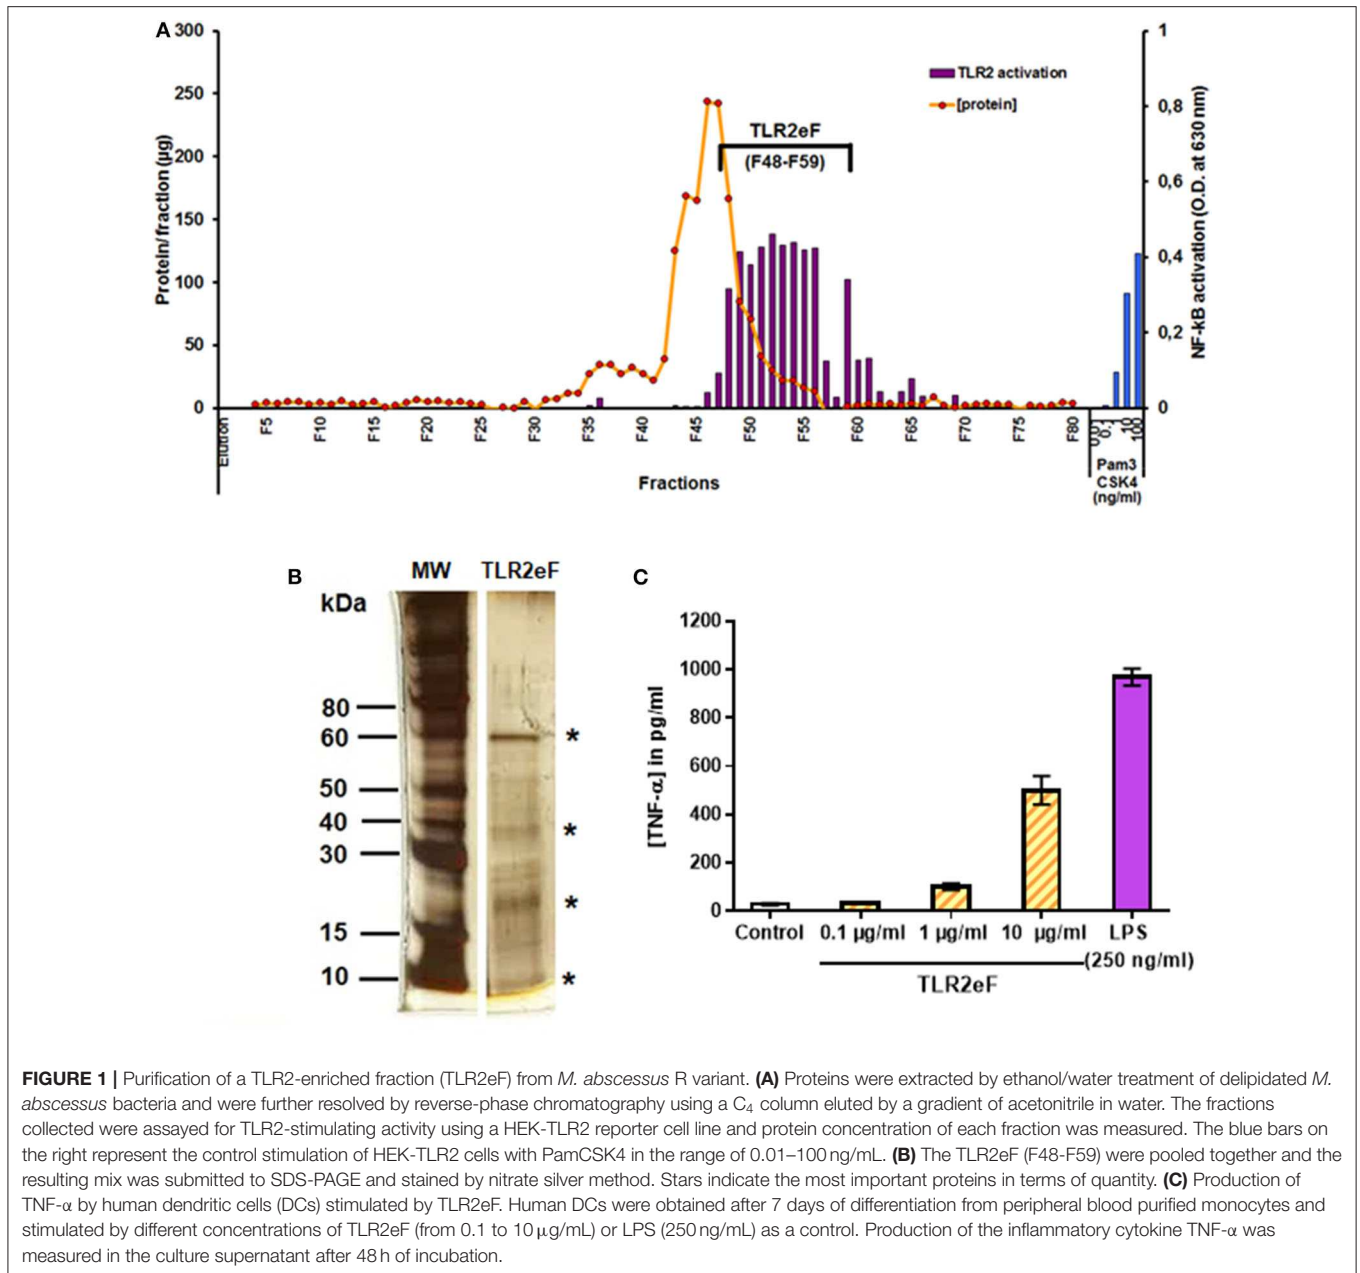 A
300
250
200
150
100
50
0
Protein/fraction (µg)
TLR2 activation
[protein]
TLR2eF
(F48-F59)
1
0,8
0,6
0,4
0,2
0
NF-kB activation (O.D. at 630 nm)
Elution
F5
F10
F15
F20
F25
F30
F35
F40
F45
F50
F55
F60
F65
F70
F75
F80
0.01
0.1
10
100
Fractions
Pam3
CSK4
(ng/ml)
B
MW TLR2eF
kDa
80
60 *
50
40 *
30
*
15
10 *
C
1200
1000
800
600
400
200
0
[TNF-α] in pg/ml
Control 0.1 µg/ml 1 µg/ml 10 µg/ml LPS
(250 ng/ml)
TLR2eF
FIGURE 1 | Purification of a TLR2-enriched fraction (TLR2eF) from M. abscessus R variant. (A) Proteins were extracted by ethanol/water treatment of delipidated M.
abscessus bacteria and were further resolved by reverse-phase chromatography using a C₄ column eluted by a gradient of acetonitrile in water. The fractions
collected were assayed for TLR2-stimulating activity using a HEK-TLR2 reporter cell line and protein concentration of each fraction was measured. The blue bars on
the right represent the control stimulation of HEK-TLR2 cells with PamCSK4 in the range of 0.01–100 ng/mL. (B) The TLR2eF (F48-F59) were pooled together and the
resulting mix was submitted to SDS-PAGE and stained by nitrate silver method. Stars indicate the most important proteins in terms of quantity. (C) Production of
TNF-α by human dendritic cells (DCs) stimulated by TLR2eF. Human DCs were obtained after 7 days of differentiation from peripheral blood purified monocytes and
stimulated by different concentrations of TLR2eF (from 0.1 to 10 µg/mL) or LPS (250 ng/mL) as a control. Production of the inflammatory cytokine TNF-α was
measured in the culture supernatant after 48 h of incubation.